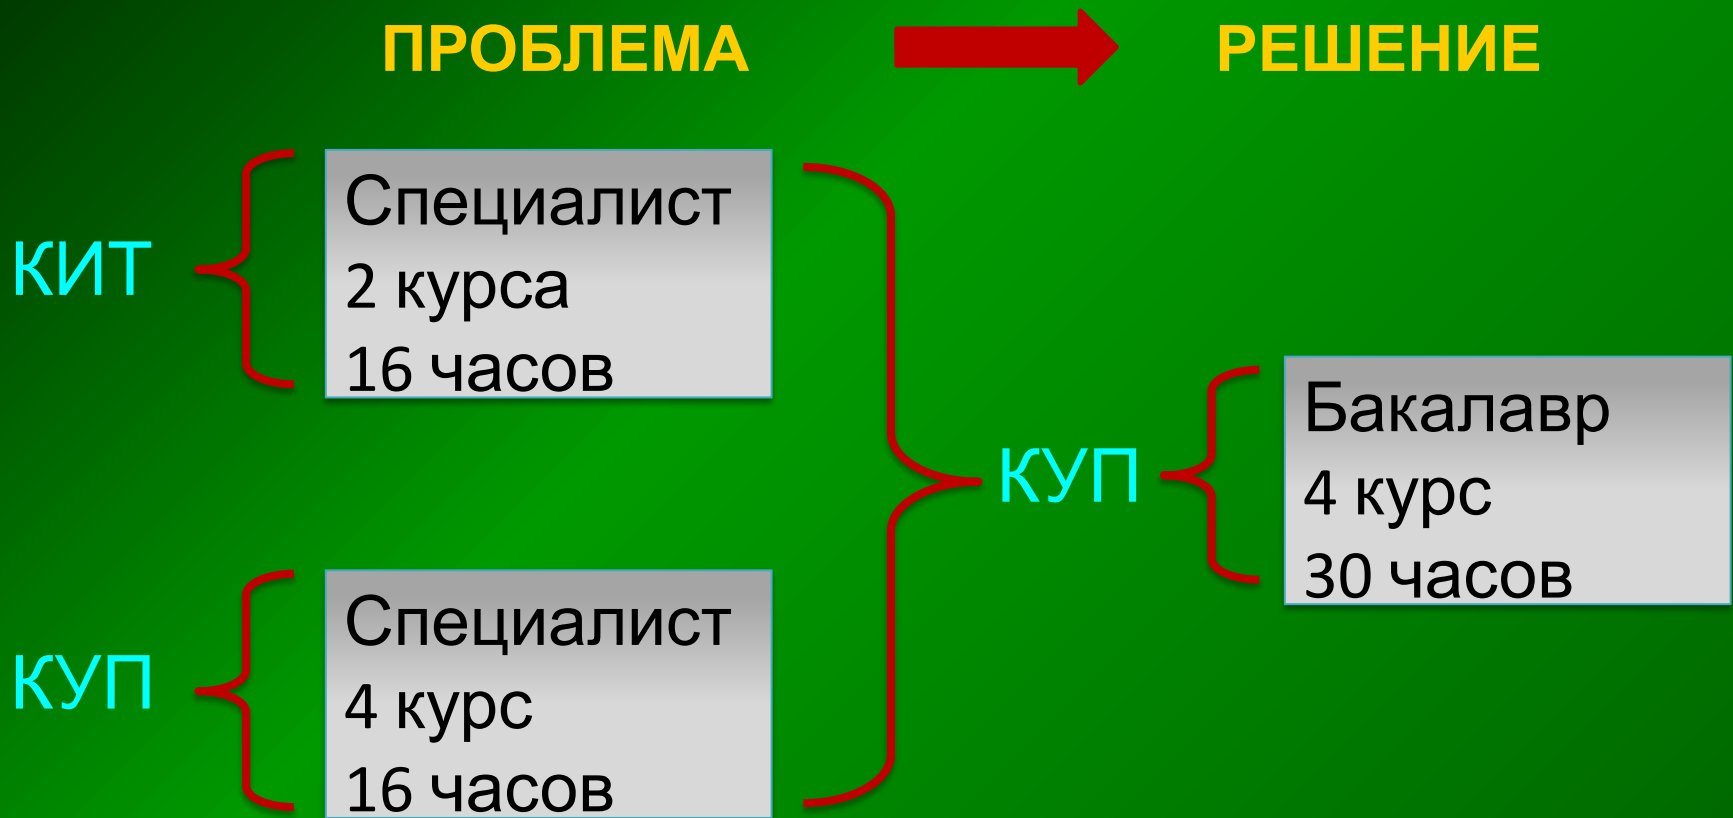 ПРОБЛЕМА
РЕШЕНИЕ
КИТ
Специалист
2 курса
16 часов
КУП
Специалист
4 курс
16 часов
КУП
Бакалавр
4 курс
30 часов